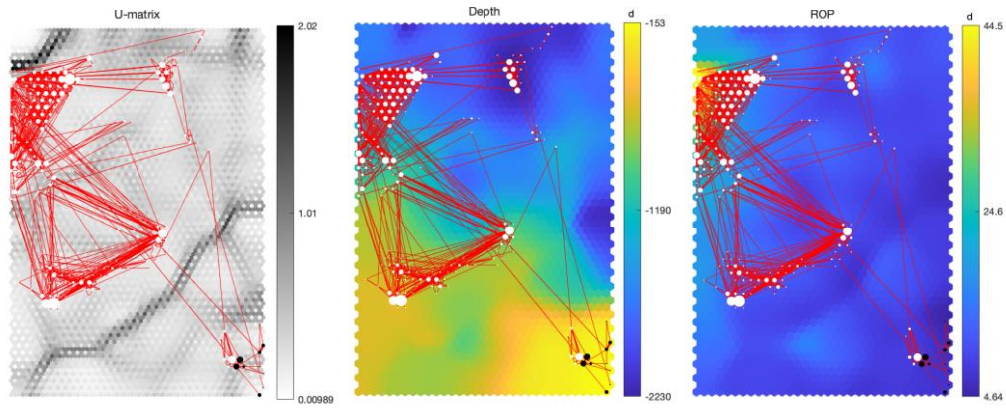 U-matrix
2.02
1.01
0.00989
Depth
d
-153
-1190
-2230
ROP
d
44.5
24.6
4.64